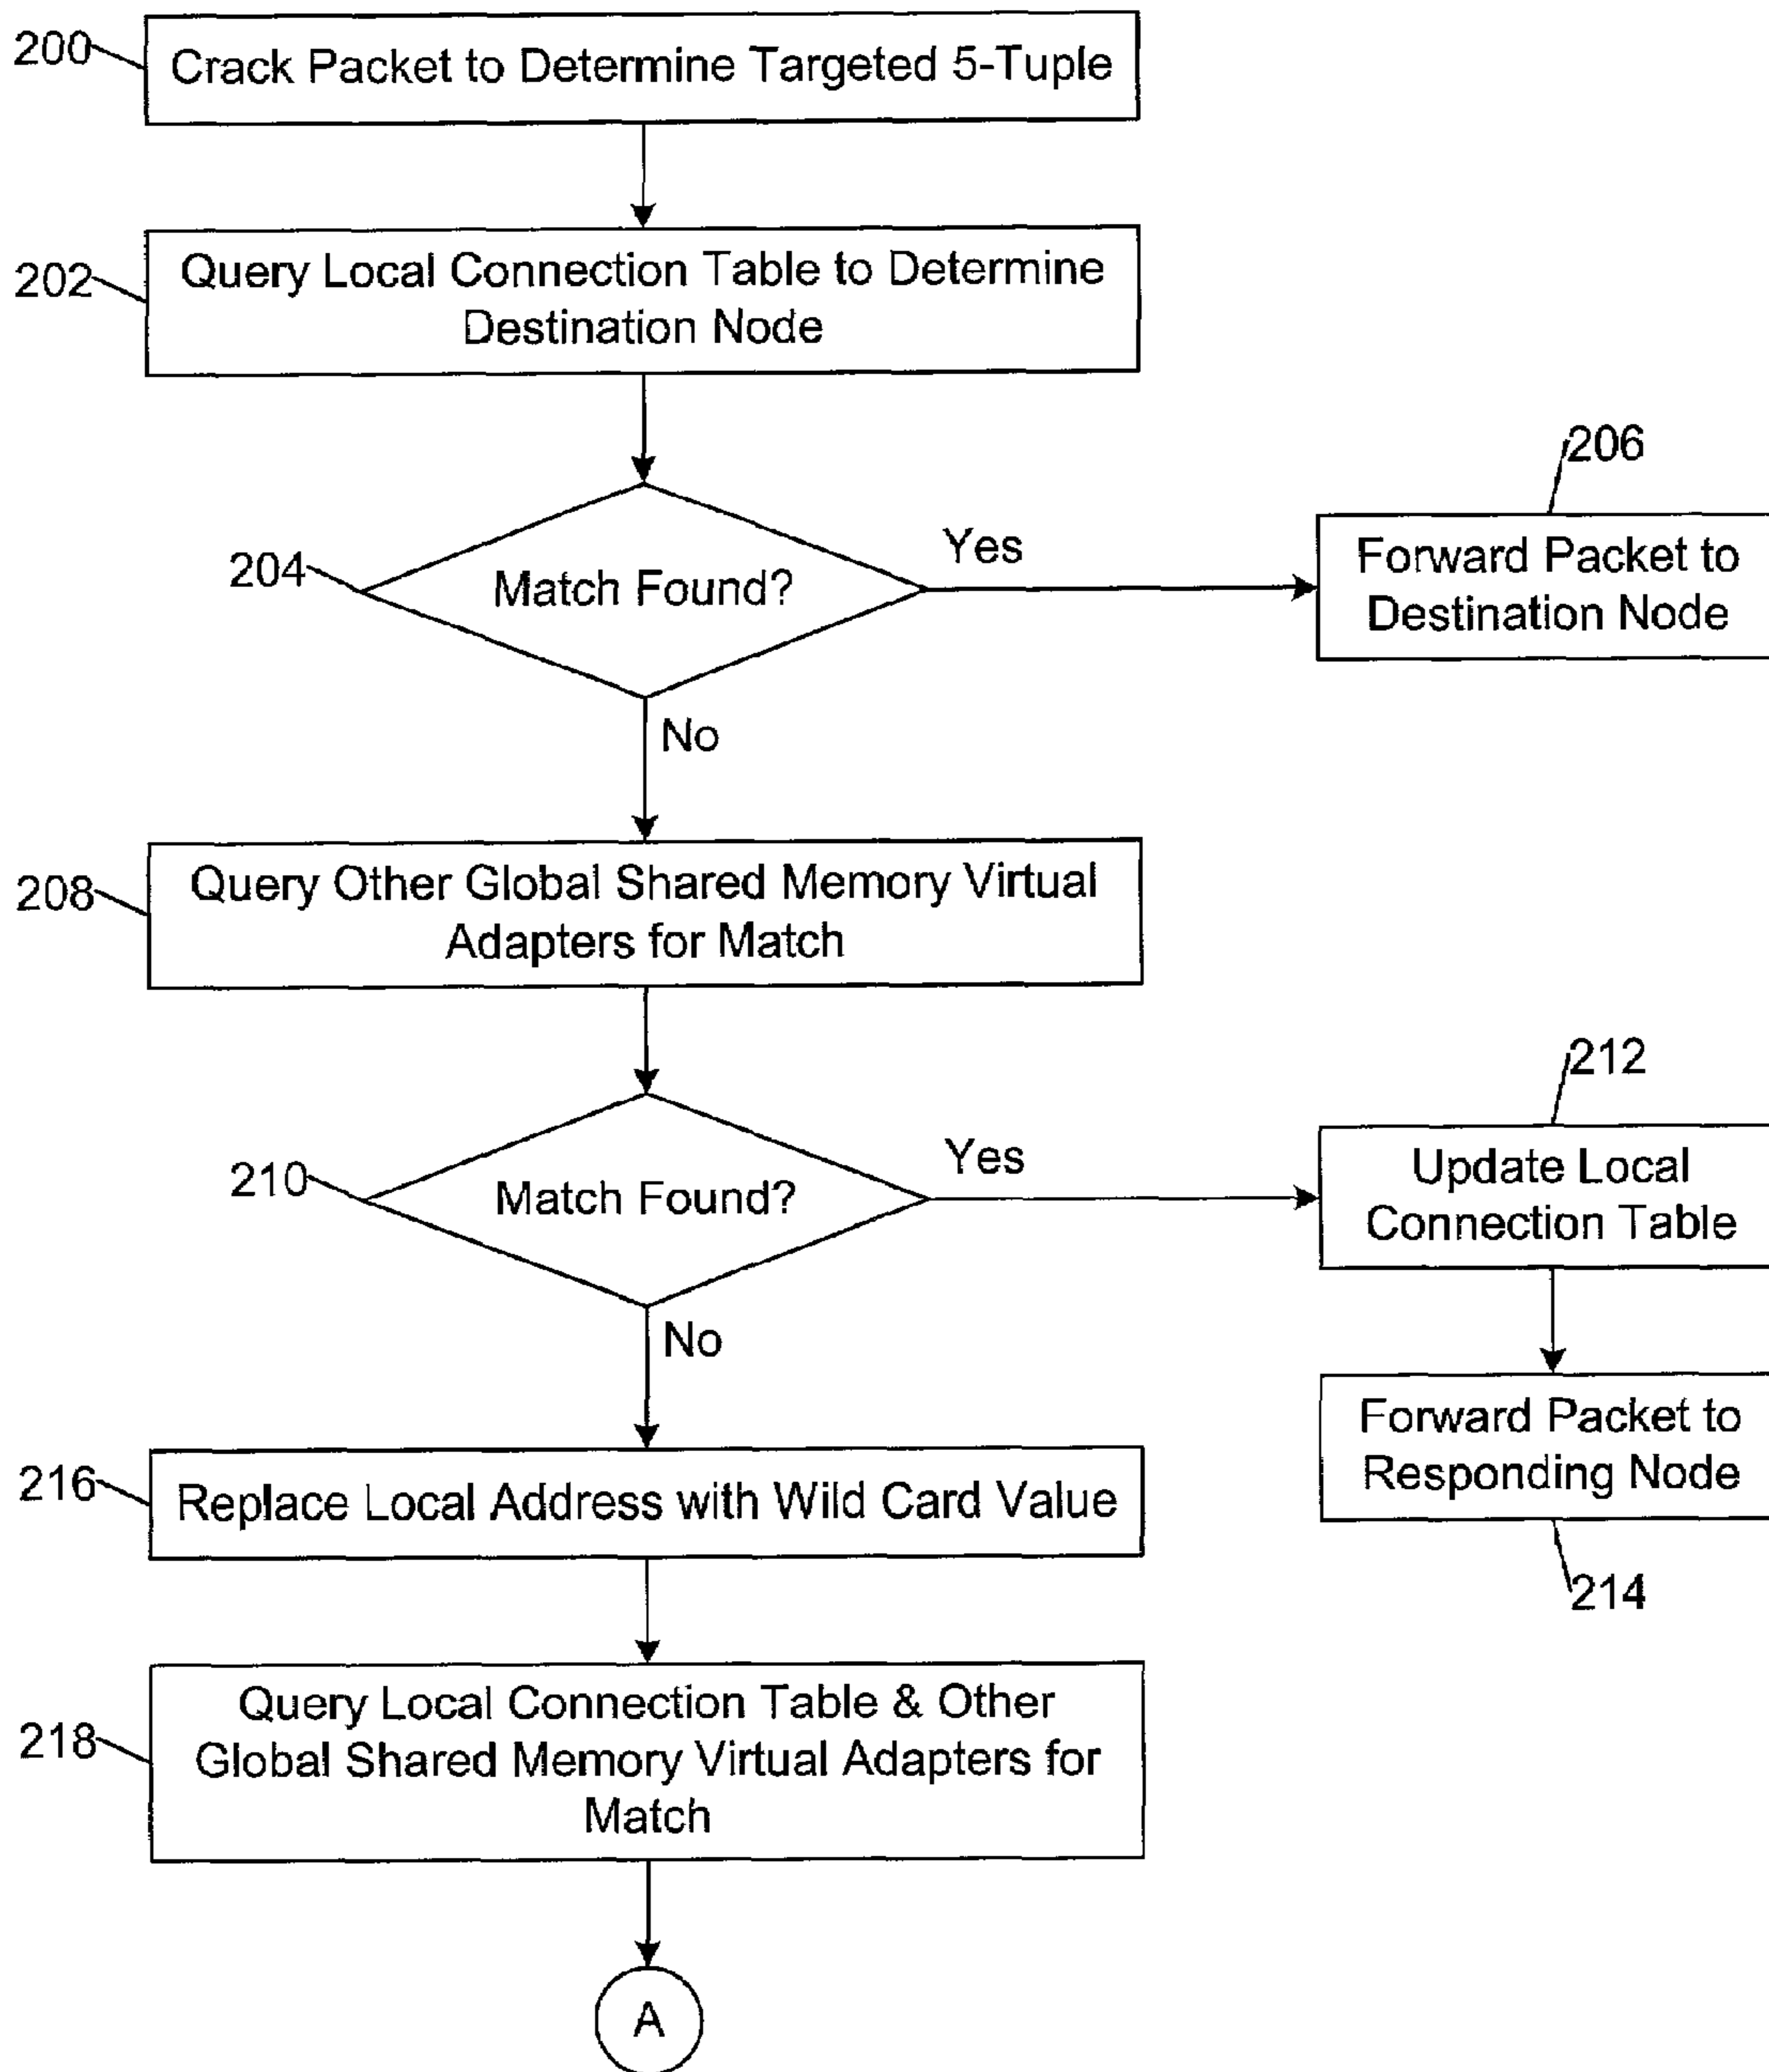 200
Crack Packet to Determine Targeted 5-Tuple
202
Query Local Connection Table to Determine
Destination Node
204
Match Found?
Yes
206
Forward Packet to
Destination Node
No
208
Query Other Global Shared Memory Virtual
Adapters for Match
210
Match Found?
Yes
212
Update Local
Connection Table
Forward Packet to
Responding Node
214
No
216
Replace Local Address with Wild Card Value
218
Query Local Connection Table & Other
Global Shared Memory Virtual Adapters for
Match
A